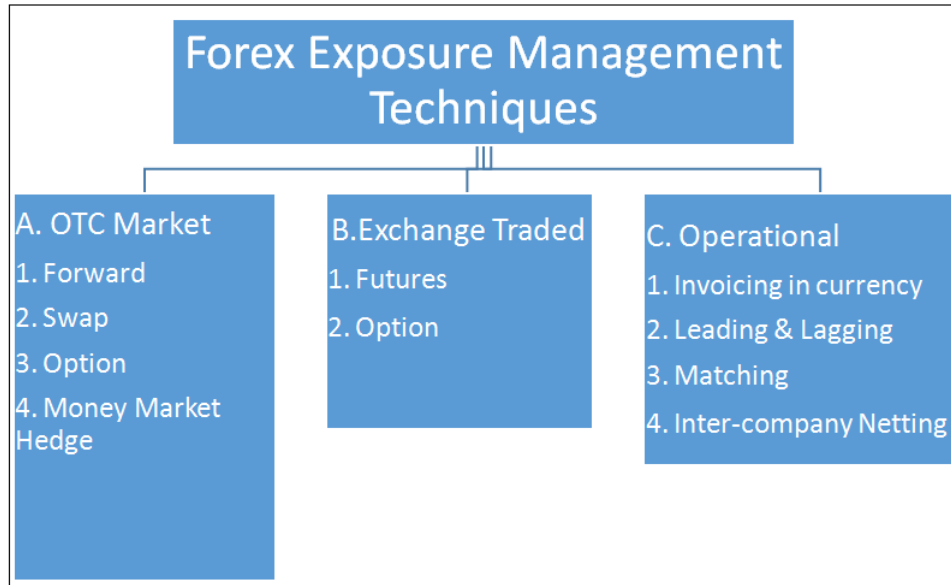 Forex Exposure Management
Techniques
A. OTC Market
1. Forward
2. Swap
3. Option
4. Money Market
Hedge
B.Exchange Traded
1. Futures
2. Option
C. Operational
1. Invoicing in currency
2. Leading & Lagging
3. Matching
4. Inter-company Netting